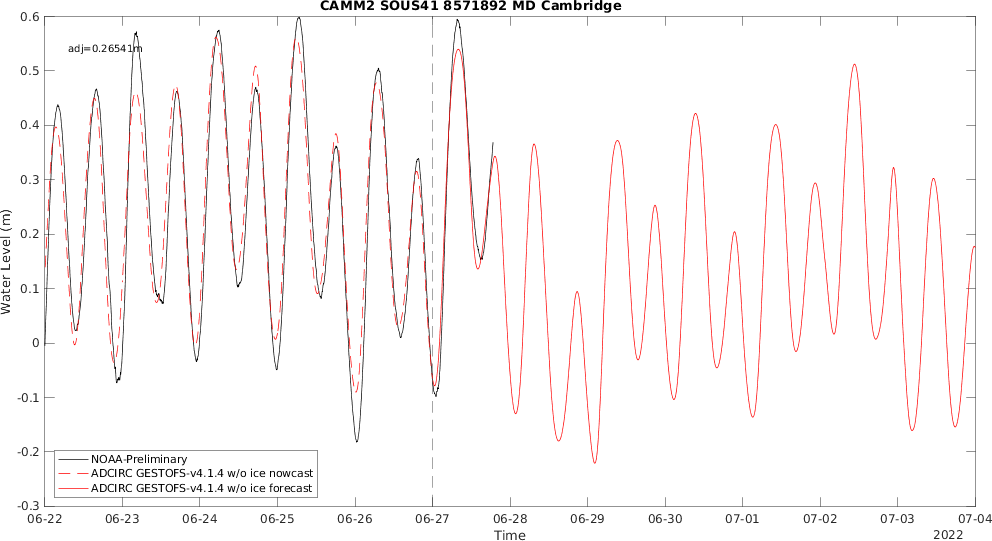 CAMM2 SOUS41 8571892 MD Cambridge
adj=0.26541m
Water Level (m)
0.6
0.5
0.4
0.3
0.2
0.1
0
-0.1
-0.2
-0.3
NOAA-Preliminary
ADCIRC GESTOFS-v4.1.4 w/o ice nowcast
ADCIRC GESTOFS-v4.1.4 w/o ice forecast
06-22 06-23 06-24 06-25 06-26 06-27 06-28 06-29 06-30 07-01 07-02 07-03 07-04
Time
2022